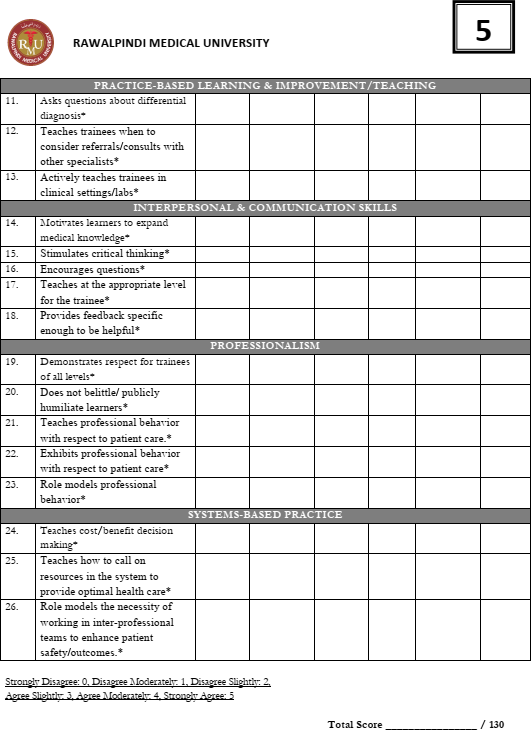 5
RMU
RAWALPINDI MEDICAL UNIVERSITY
PRACTICE-BASED LEARNING & IMPROVEMENT/TEACHING
11. Asks questions about differential
diagnosis*
12. Teaches trainees when to
consider referrals/consults with
other specialists*
13. Actively teaches trainees in
clinical settings/labs*
INTERPERSONAL & COMMUNICATION SKILLS
14. Motivates learners to expand
medical knowledge*
15. Stimulates critical thinking*
16. Encourages questions*
17. Teaches at the appropriate level
for the trainee*
18. Provides feedback specific
enough to be helpful*
PROFESSIONALISM
19. Demonstrates respect for trainees
of all levels*
20. Does not belittle/ publicly
humiliate learners*
21. Teaches professional behavior
with respect to patient care.*
22. Exhibits professional behavior
with respect to patient care*
23. Role models professional
behavior*
SYSTEMS-BASED PRACTICE
24. Teaches cost/benefit decision
making*
25. Teaches how to call on
resources in the system to
provide optimal health care*
26. Role models the necessity of
working in inter-professional
teams to enhance patient
safety/outcomes.*
Strongly Disagree: 0, Disagree Moderately: 1, Disagree Slightly: 2,
Agree Slightly: 3, Agree Moderately: 4, Strongly Agree: 5
Total Score ________________ / 130